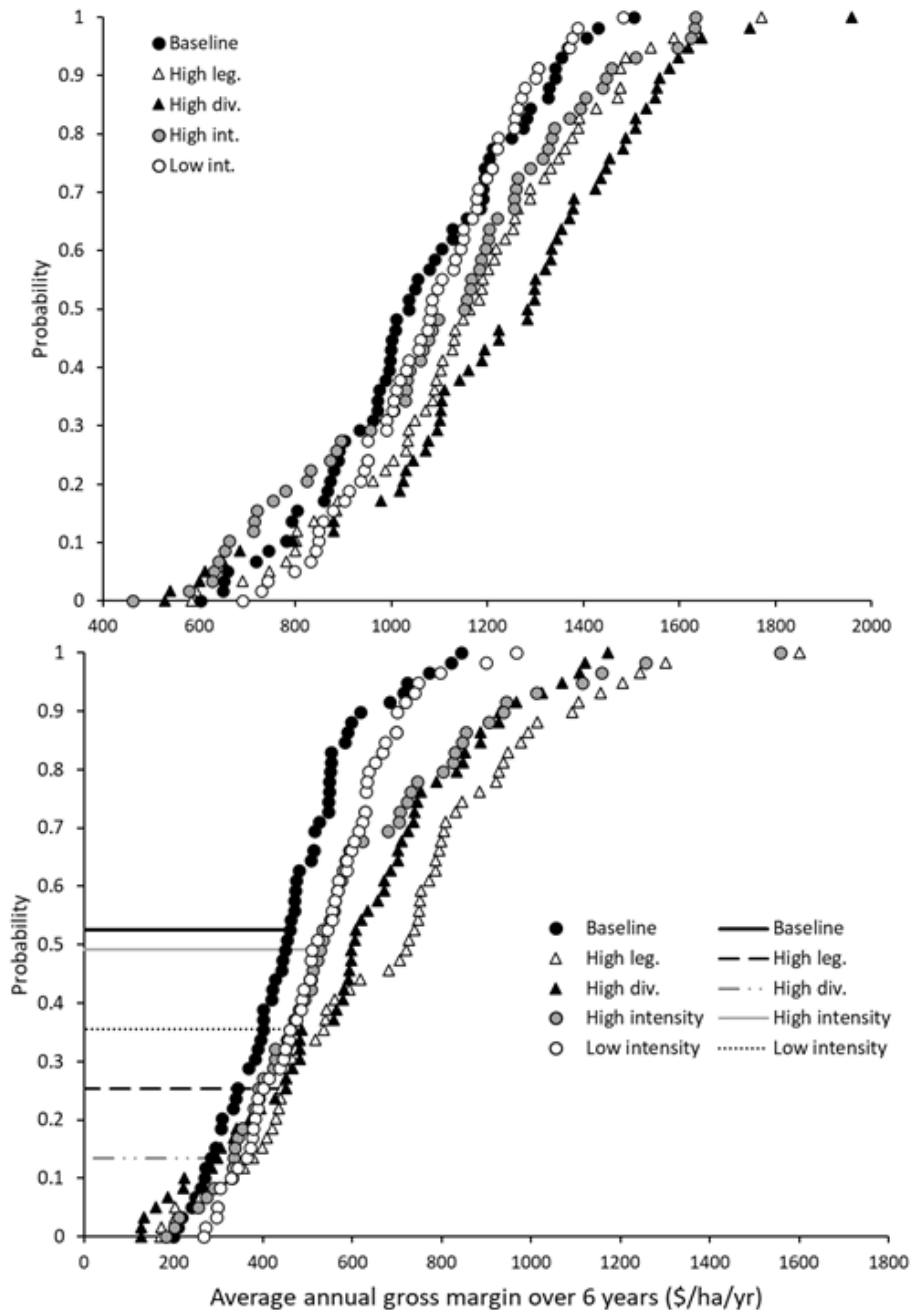 1
0.9
0.8
0.7
0.6
0.5
0.4
0.3
0.2
0.1
0
Probability
Baseline
High leg.
High div.
High int.
Low int.
400 600 800 1000 1200 1400 1600 1800 2000
1
0.9
0.8
0.7
0.6
0.5
0.4
0.3
0.2
0.1
0
Probability
Baseline Baseline
High leg. High leg.
High div. High div.
High intensity High intensity
Low intensity Low intensity
0 200 400 600 800 1000 1200 1400 1600 1800
Average annual gross margin over 6 years ($/ha/yr)